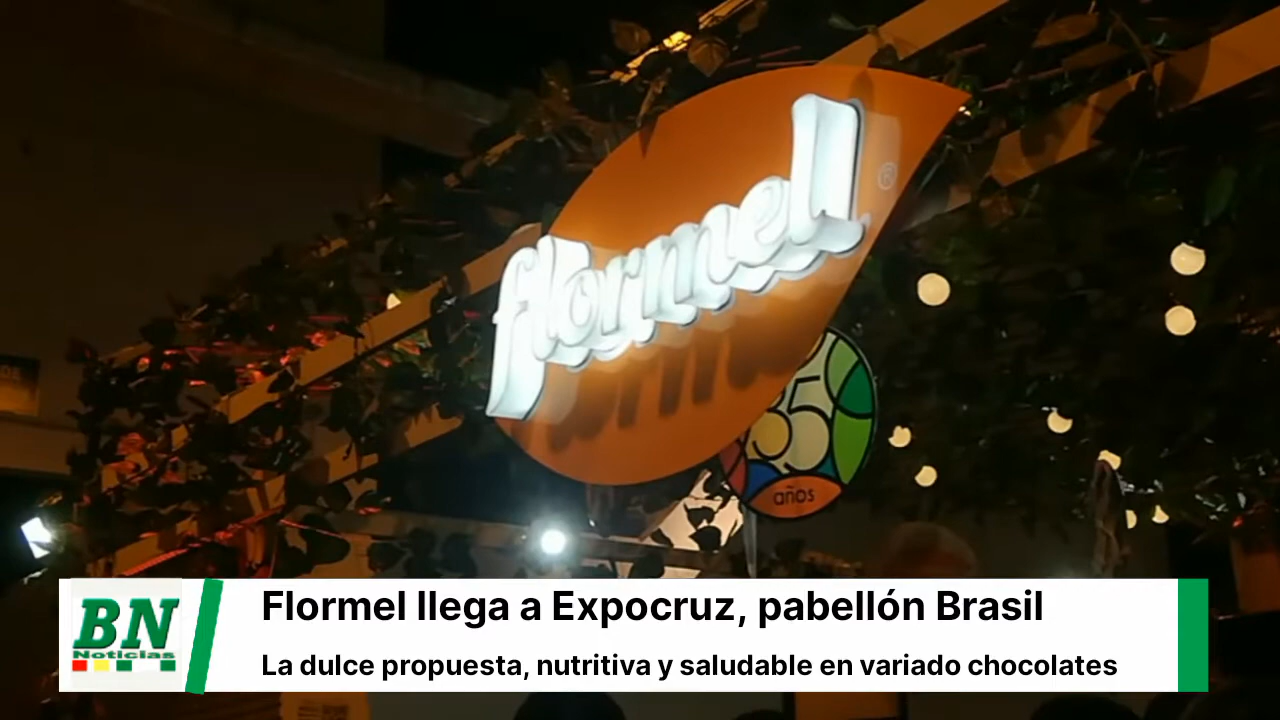 flormel
®
35
años
BN
Noticias
Flormel llega a Expocruz, pabellón Brasil
La dulce propuesta, nutritiva y saludable en variado chocolates